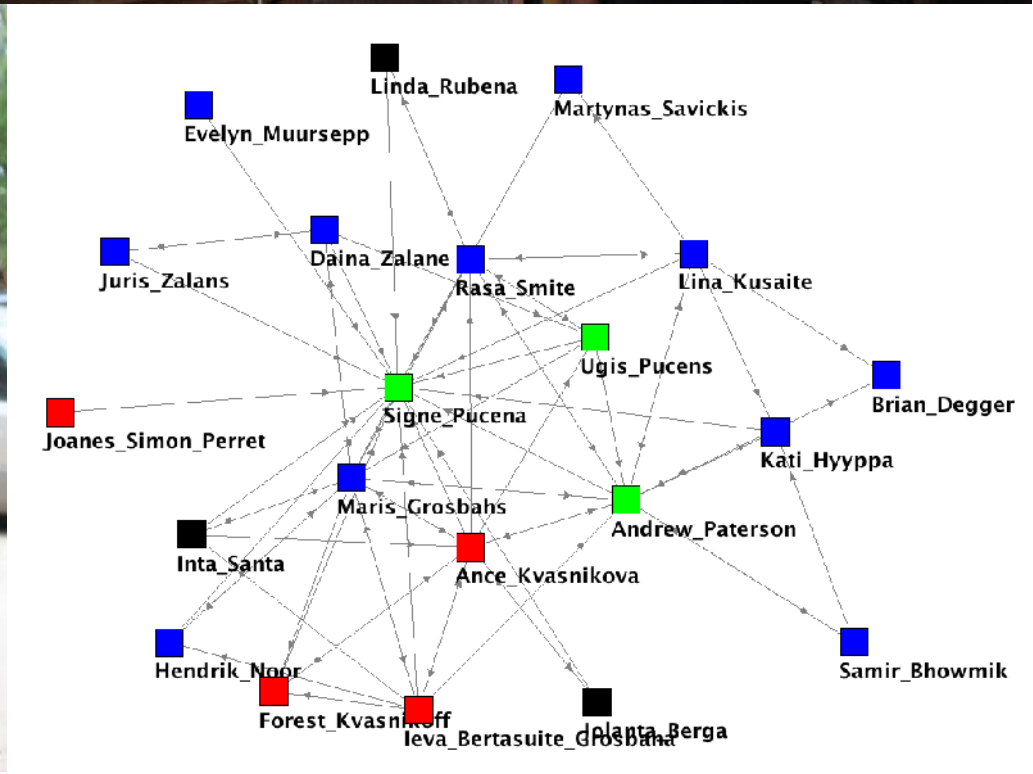 Linda_Rubena
Martynas_Savickis
Evelyn_Muursepp
Daina_Zalane
Juris_Zalans
Rasa_Smite
Lina_Kusaite
Ugis_Pucens
Brian_Degger
Signe_Pucena
Joanes_Simon_Perret
Kati_Hyyppa
Maris_Grosbahs
Andrew_Paterson
Inta_Santa
Ance_Kvasnikova
Hendrik_Noor
Samir_Bhowmik
Forest_Kvasnikoff
Ieva_Bertasuite_Grosbaha
Jolanta_Berga